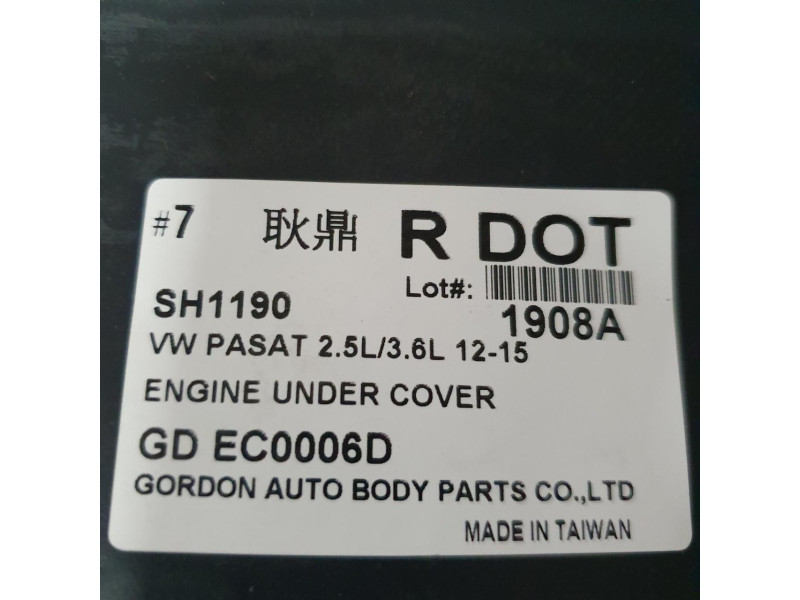 #7 耿鼎 R DOT
Lot#:
SH1190 1908A
VW PASAT 2.5L/3.6L 12-15
ENGINE UNDER COVER
GD EC0006D
GORDON AUTO BODY PARTS CO.,LTD
MADE IN TAIWAN